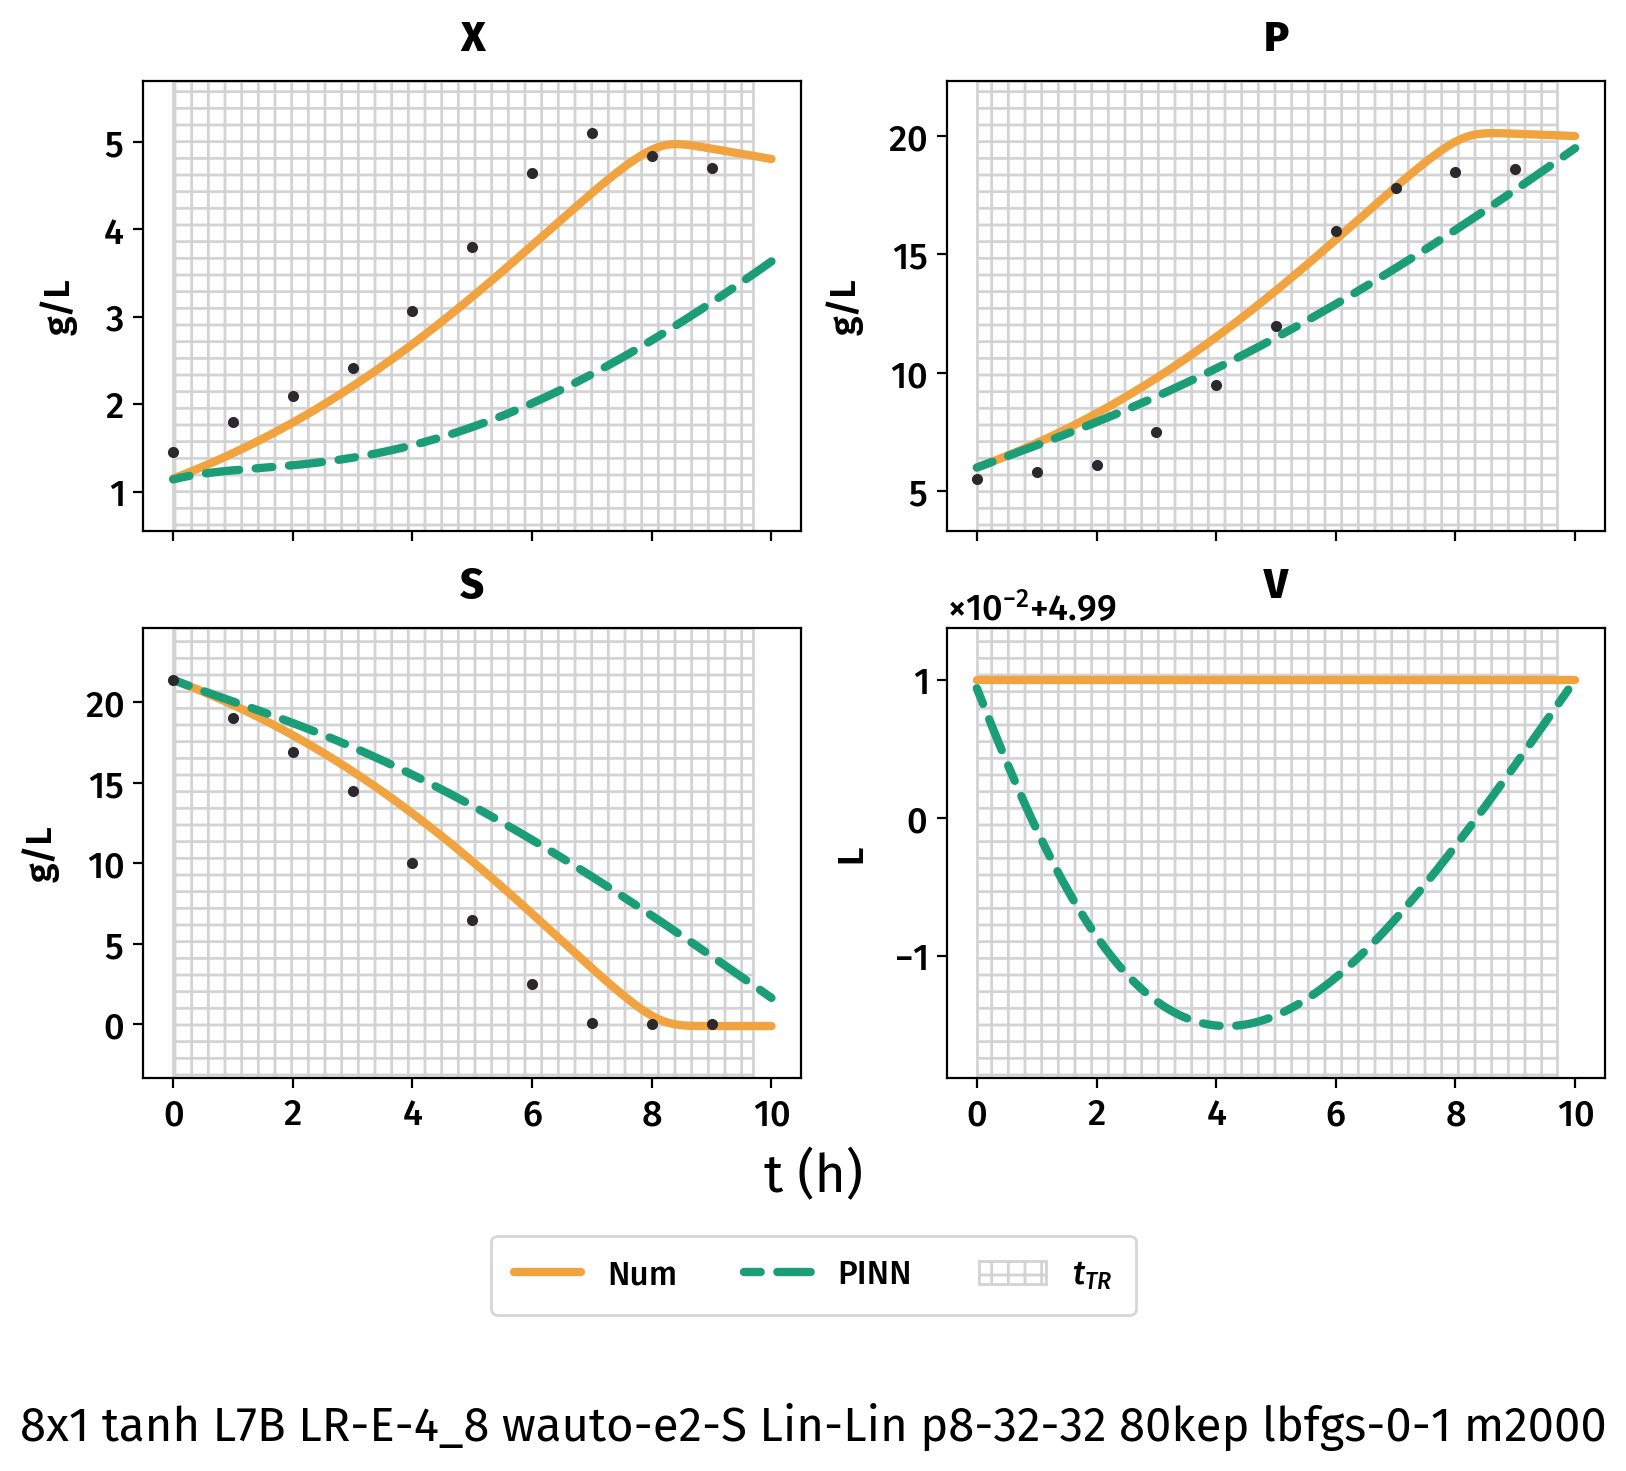 X
P
5
4
3
2
1
g/L
20
15
10
5
g/L
S
V
×10⁻²+4.99
20
15
10
5
0
g/L
1
0
−1
L
0 2 4 6 8 10
0 2 4 6 8 10
t (h)
Num PINN t_TR
8x1 tanh L7B LR-E-4_8 wauto-e2-S Lin-Lin p8-32-32 80kep lbfgs-0-1 m2000